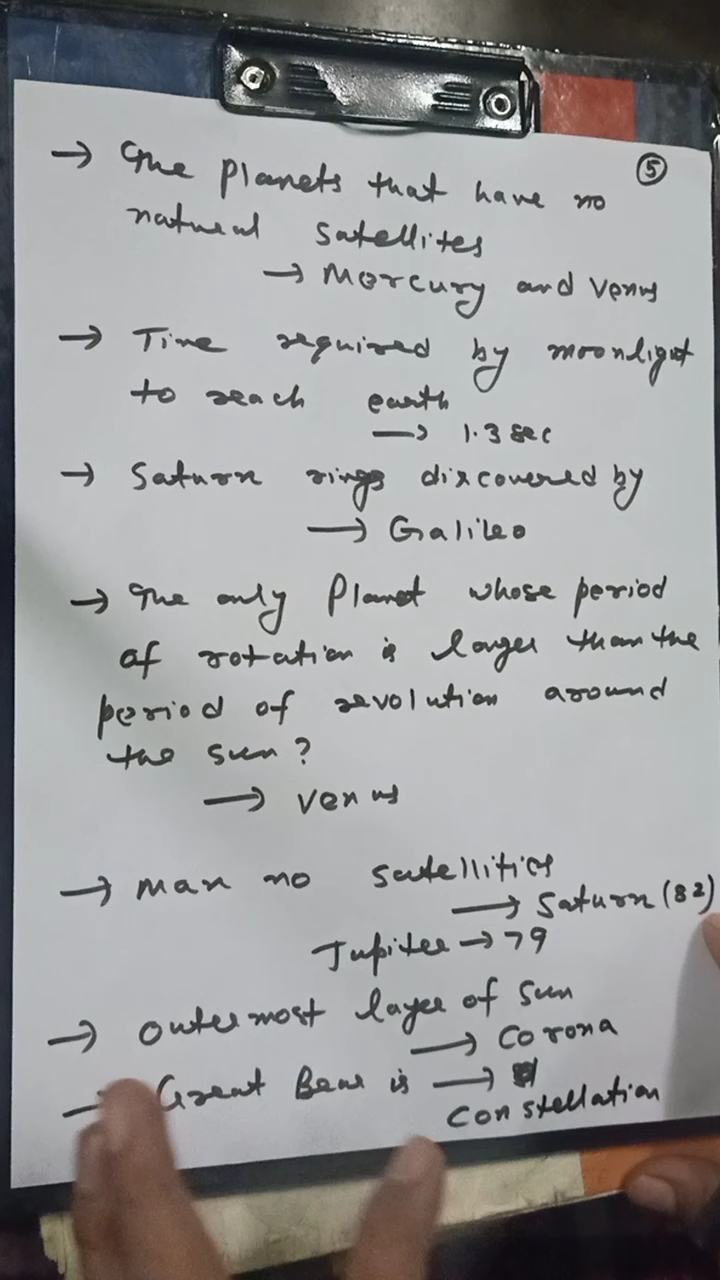 ⑤
→ The Planets that have no
natural satellites
→ Mercury and Venus
→ Time required by moonlight
to reach earth
→ 1.3 sec
→ Saturn rings discovered by
→ Galileo
→ The only Planet whose period
of rotation is longer than the
period of revolution around
the sun?
→ Venus
→ Max no satellities
→ Saturn (82)
Jupiter → 79
→ Outermost layer of Sun
→ Corona
→ Great Bear is →
Constellation